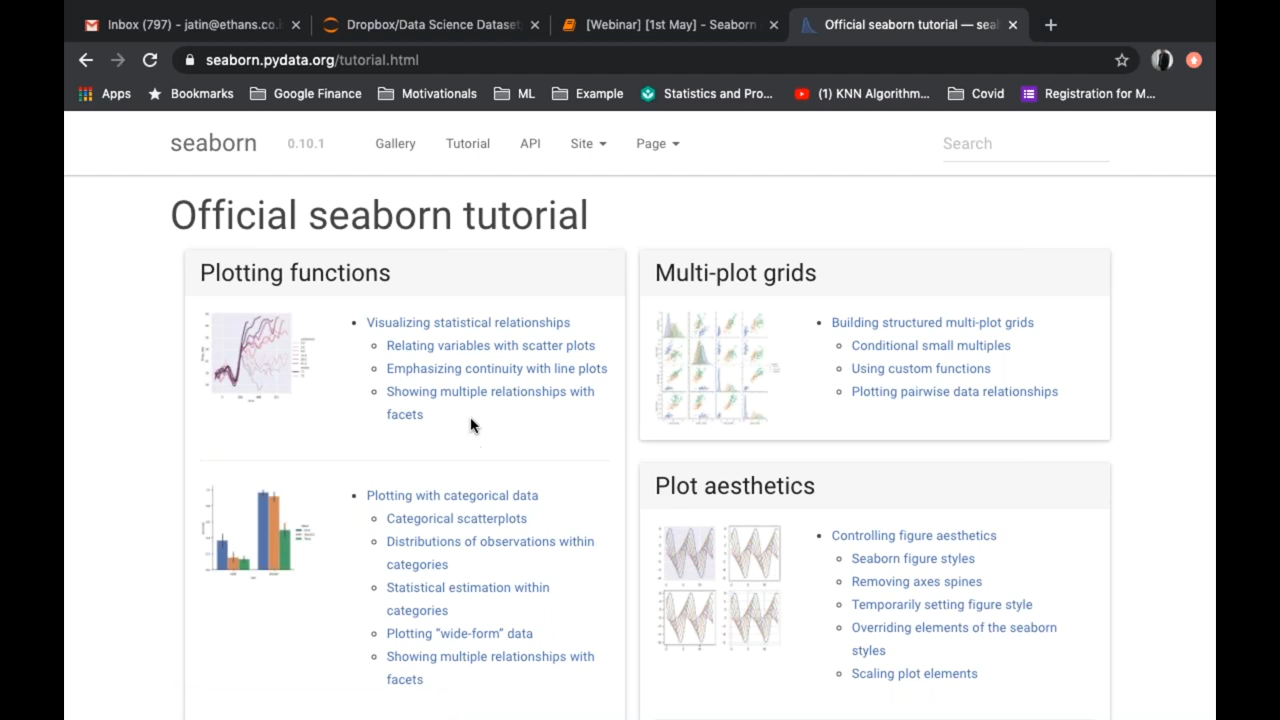 Inbox (797) - jatin@ethans.co.
Dropbox/Data Science Dataset
[Webinar] [1st May] - Seaborn
Official seaborn tutorial — sea
seaborn.pydata.org/tutorial.html
Apps
Bookmarks
Google Finance
Motivationals
ML
Example
Statistics and Pro...
(1) KNN Algorithm...
Covid
Registration for M...
seaborn
0.10.1
Gallery
Tutorial
API
Site
Page
Search
Official seaborn tutorial
Plotting functions
Visualizing statistical relationships
Relating variables with scatter plots
Emphasizing continuity with line plots
Showing multiple relationships with
facets
Plotting with categorical data
Categorical scatterplots
Distributions of observations within
categories
Statistical estimation within
categories
Plotting “wide-form” data
Showing multiple relationships with
facets
Multi-plot grids
Building structured multi-plot grids
Conditional small multiples
Using custom functions
Plotting pairwise data relationships
Plot aesthetics
Controlling figure aesthetics
Seaborn figure styles
Removing axes spines
Temporarily setting figure style
Overriding elements of the seaborn
styles
Scaling plot elements